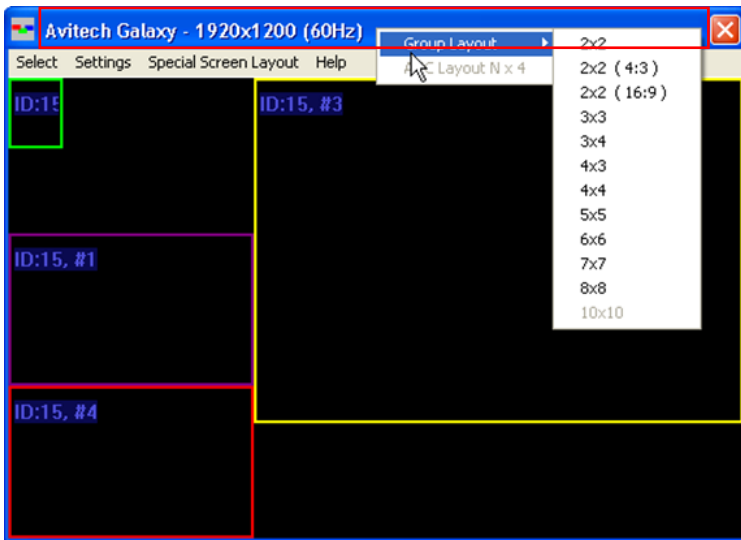 Avitech Galaxy - 1920x1200 (60Hz)
Select Settings Special Screen Layout Help
Group Layout
Layout N x 4
2x2
2x2 ( 4:3 )
2x2 ( 16:9 )
3x3
3x4
4x3
4x4
5x5
6x6
7x7
8x8
10x10
ID:15
ID:15, #3
ID:15, #1
ID:15, #4